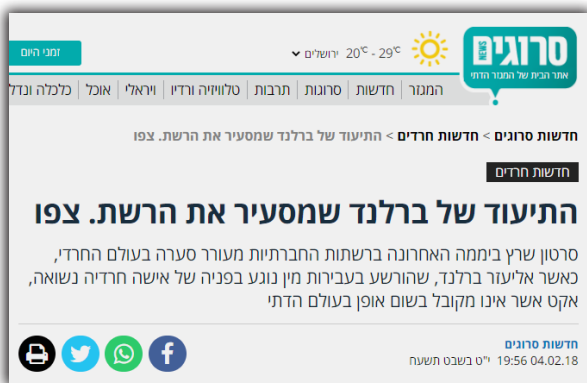 סרוגים
NEWS
אתר הבית של המגזר הדתי
29°C - 20°C ירושלים
זמני היום
המגזר | חדשות | סרוגות | תרבות | טלוויזיה ורדיו | ויראלי | אוכל | כלכלה ונדל
חדשות סרוגים > חדשות חרדים > התיעוד של ברלנד שמסעיר את הרשת. צפו
חדשות חרדים
התיעוד של ברלנד שמסעיר את הרשת. צפו
סרטון שרץ ביממה האחרונה ברשתות החברתיות מעורר סערה בעולם החרדי,
כאשר אליעזר ברלנד, שהורשע בעבירות מין נוגע בפניה של אישה חרדיה נשואה,
אקט אשר אינו מקובל בשום אופן בעולם הדתי
חדשות סרוגים
04.02.18 19:56 י"ט בשבט תשעח